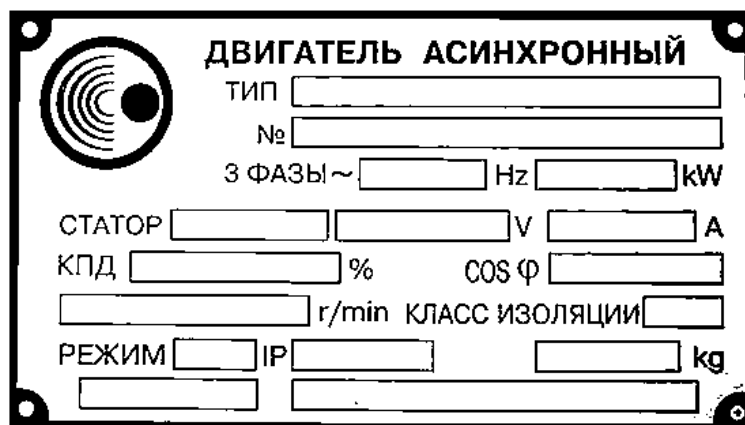 ДВИГАТЕЛЬ АСИНХРОННЫЙ
ТИП
№
3 ФАЗЫ ~ Hz kW
СТАТОР V A
КПД % COS φ
r/min КЛАСС ИЗОЛЯЦИИ
РЕЖИМ IP kg